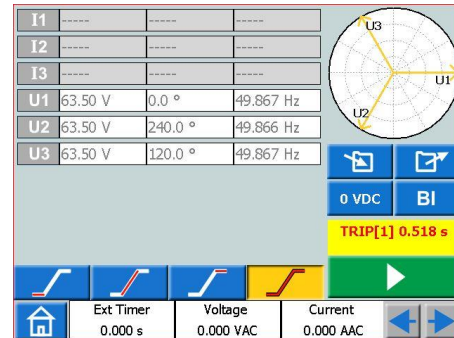 I1 ----- ----- -----
I2 ----- ----- -----
I3 ----- ----- -----
U1 63.50 V 0.0 ° 49.867 Hz
U2 63.50 V 240.0 ° 49.866 Hz
U3 63.50 V 120.0 ° 49.867 Hz
U3
U1
U2
0 VDC BI
TRIP[1] 0.518 s
Ext Timer Voltage Current
0.000 s 0.000 VAC 0.000 AAC